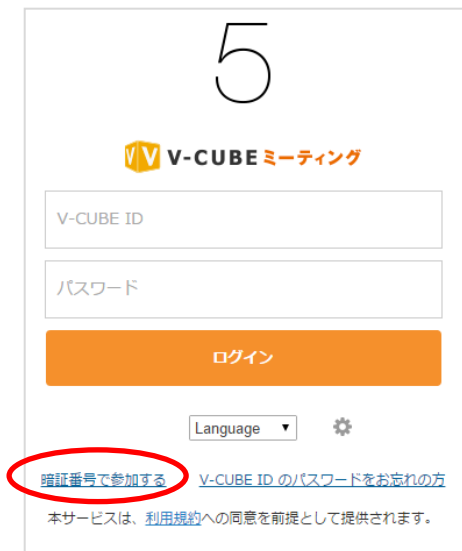 5
V-CUBE ミーティング
V-CUBE ID
パスワード
ログイン
Language
暗証番号で参加する V-CUBE ID のパスワードをお忘れの方
本サービスは、利用規約への同意を前提として提供されます。